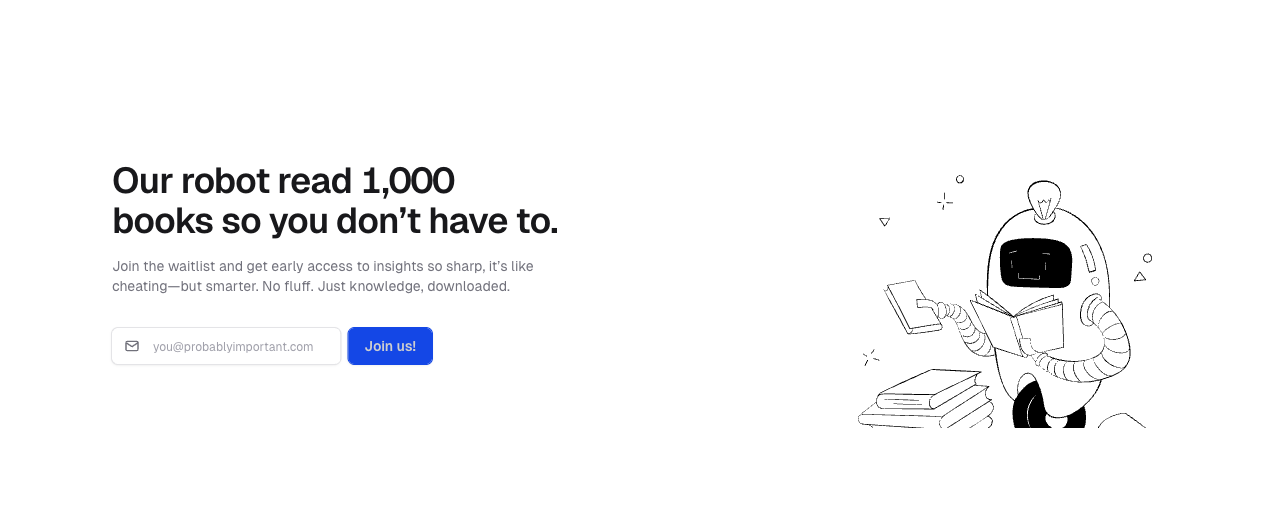 Our robot read 1,000
books so you don’t have to.
Join the waitlist and get early access to insights so sharp, it’s like
cheating—but smarter. No fluff. Just knowledge, downloaded.
you@probablyimportant.com
Join us!